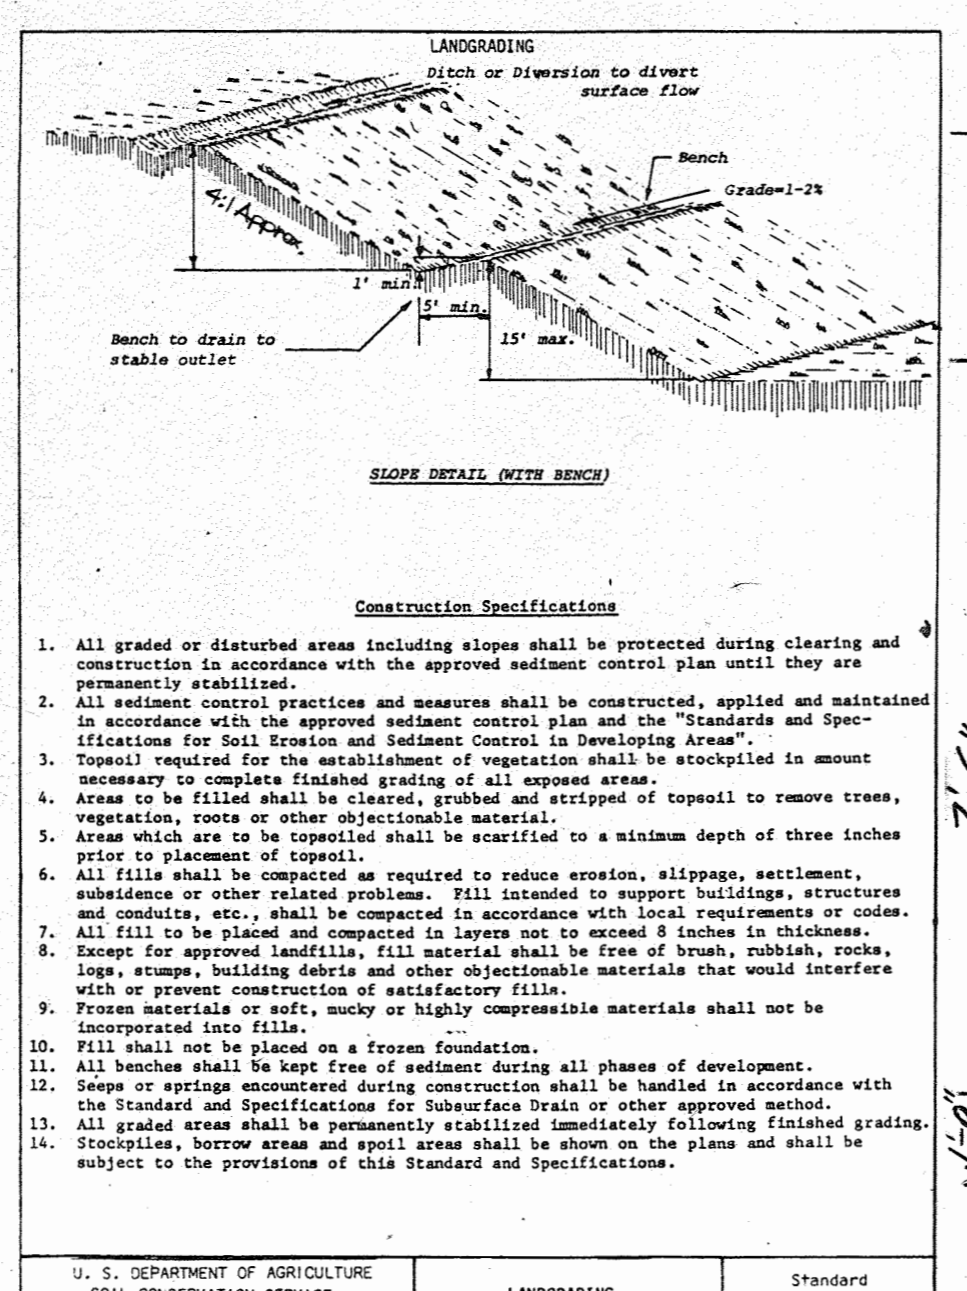 LANDGRADING
Ditch or Diversion to divert
surface flow
Bench
Grade=1-2%
4:1 Approx.
1' min.
5' min.
Bench to drain to
stable outlet
15' max.
SLOPE DETAIL (WITH BENCH)
Construction Specifications
1. All graded or disturbed areas including slopes shall be protected during clearing and
construction in accordance with the approved sediment control plan until they are
permanently stabilized.
2. All sediment control practices and measures shall be constructed, applied and maintained
in accordance with the approved sediment control plan and the "Standards and Spec-
ifications for Soil Erosion and Sediment Control in Developing Areas".
3. Topsoil required for the establishment of vegetation shall be stockpiled in amount
necessary to complete finished grading of all exposed areas.
4. Areas to be filled shall be cleared, grubbed and stripped of topsoil to remove trees,
vegetation, roots or other objectionable material.
5. Areas which are to be topsoiled shall be scarified to a minimum depth of three inches
prior to placement of topsoil.
6. All fills shall be compacted as required to reduce erosion, slippage, settlement,
subsidence or other related problems. Fill intended to support buildings, structures
and conduits, etc., shall be compacted in accordance with local requirements or codes.
7. All fill to be placed and compacted in layers not to exceed 8 inches in thickness.
8. Except for approved landfills, fill material shall be free of brush, rubbish, rocks,
logs, stumps, building debris and other objectionable materials that would interfere
with or prevent construction of satisfactory fills.
9. Frozen materials or soft, mucky or highly compressible materials shall not be
incorporated into fills.
10. Fill shall not be placed on a frozen foundation.
11. All benches shall be kept free of sediment during all phases of development.
12. Seeps or springs encountered during construction shall be handled in accordance with
the Standard and Specifications for Subsurface Drain or other approved method.
13. All graded areas shall be permanently stabilized immediately following finished grading.
14. Stockpiles, borrow areas and spoil areas shall be shown on the plans and shall be
subject to the provisions of this Standard and Specifications.
U. S. DEPARTMENT OF AGRICULTURE
SOIL CONSERVATION SERVICE
LANDGRADING
Standard